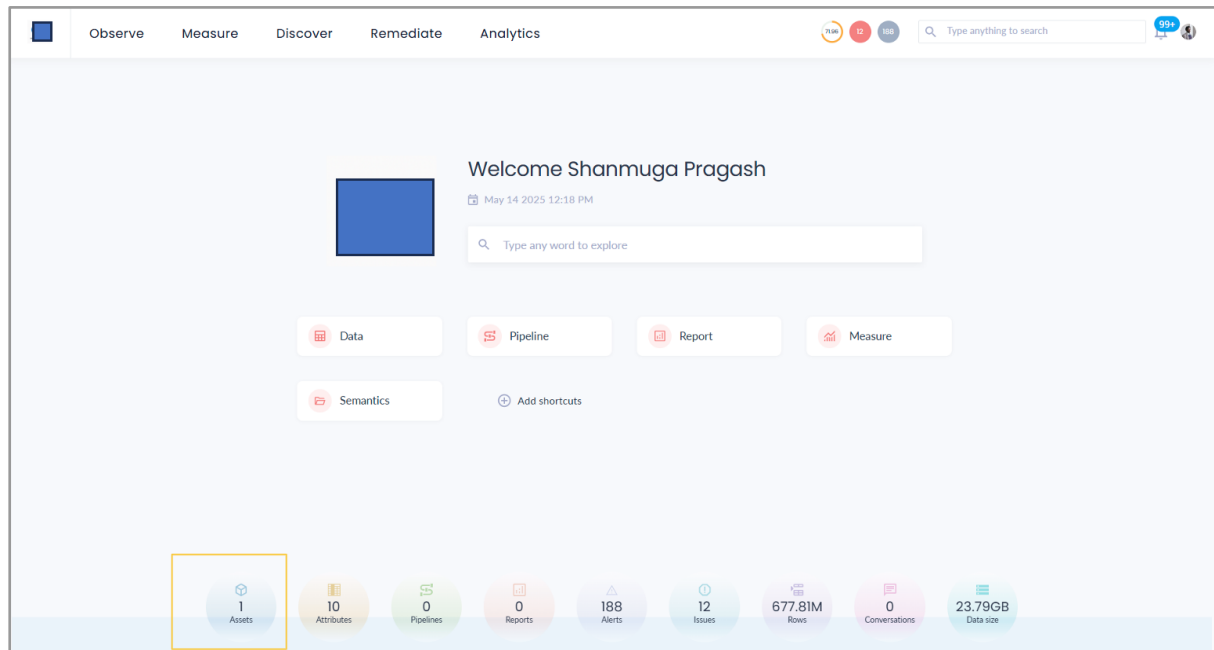 Observe Measure Discover Remediate Analytics 71.96 12 188 Type anything to search 99+
Welcome Shanmuga Pragash
May 14 2025 12:18 PM
Type any word to explore
Data Pipeline Report Measure
Semantics Add shortcuts
1 10 0 0 188 12 677.81M 0 23.79GB
Assets Attributes Pipelines Reports Alerts Issues Rows Conversations Data size